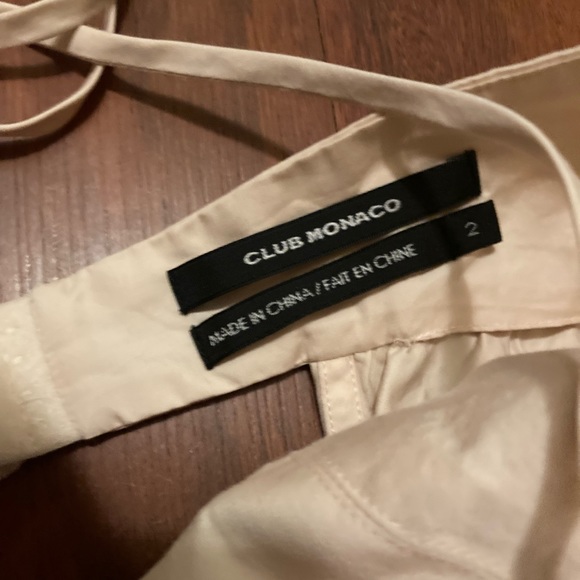 CLUB MONACO
MADE IN CHINA / FAIT EN CHINE 2